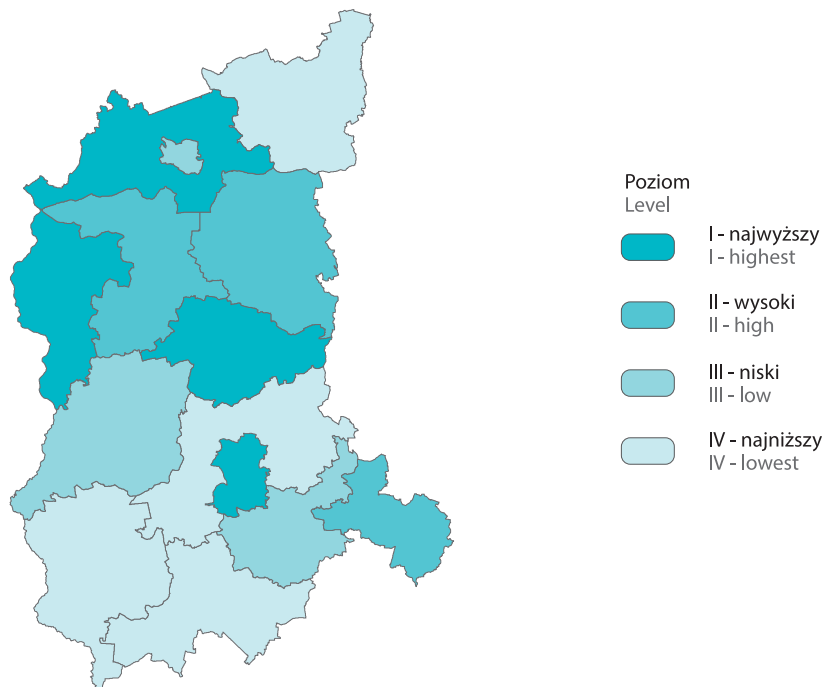 Poziom
Level
I - najwyższy
I - highest
II - wysoki
II - high
III - niski
III - low
IV - najniższy
IV - lowest